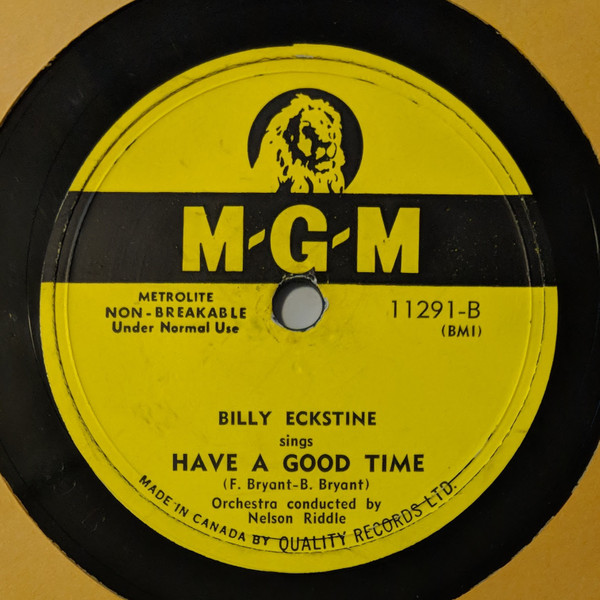 M-G-M
METROLITE
NON-BREAKABLE
Under Normal Use
11291-B
(BMI)
BILLY ECKSTINE
sings
HAVE A GOOD TIME
(F. Bryant-B. Bryant)
Orchestra conducted by
Nelson Riddle
MADE IN CANADA BY QUALITY RECORDS LTD.